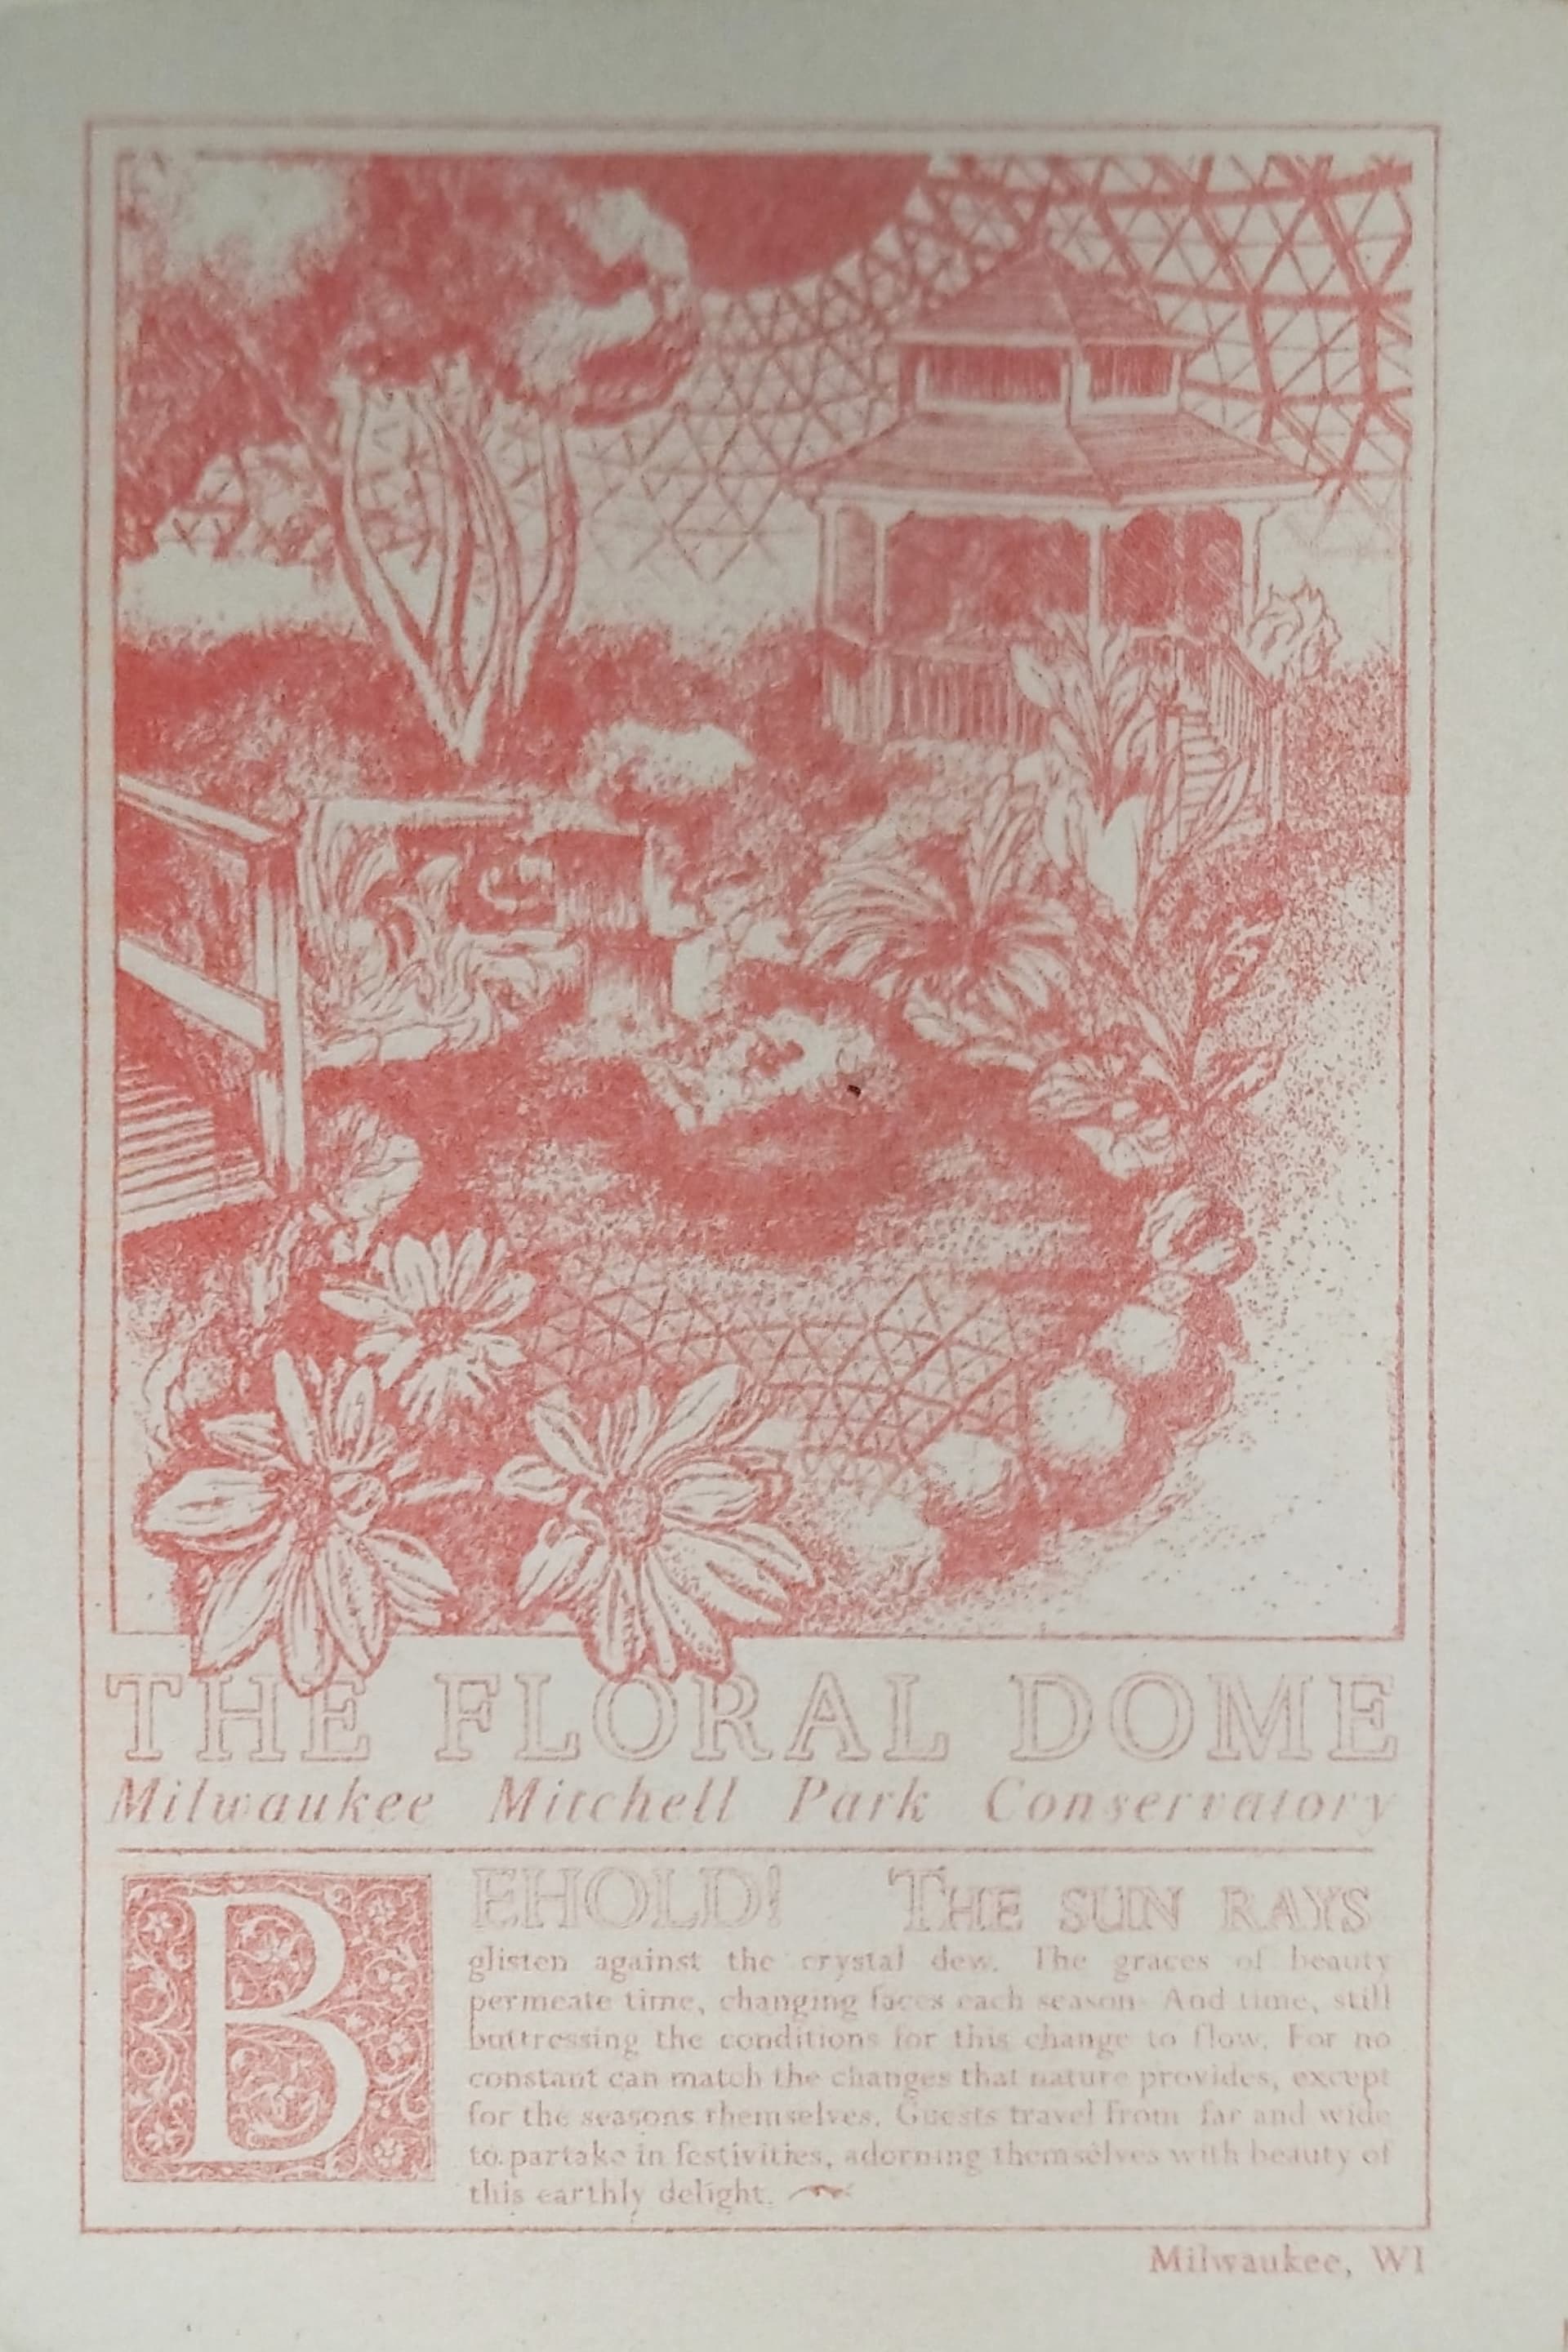 THE FLORAL DOME
Milwaukee Mitchell Park Conservatory
BEHOLD! THE SUN RAYS
glisten against the crystal dew. The graces of beauty
permeate time, changing faces each season. And time, still
buttressing the conditions for this change to flow. For no
constant can match the changes that nature provides, except
for the seasons themselves. Guests travel from far and wide
to partake in festivities, adorning themselves with beauty of
this earthly delight.
Milwaukee, WI